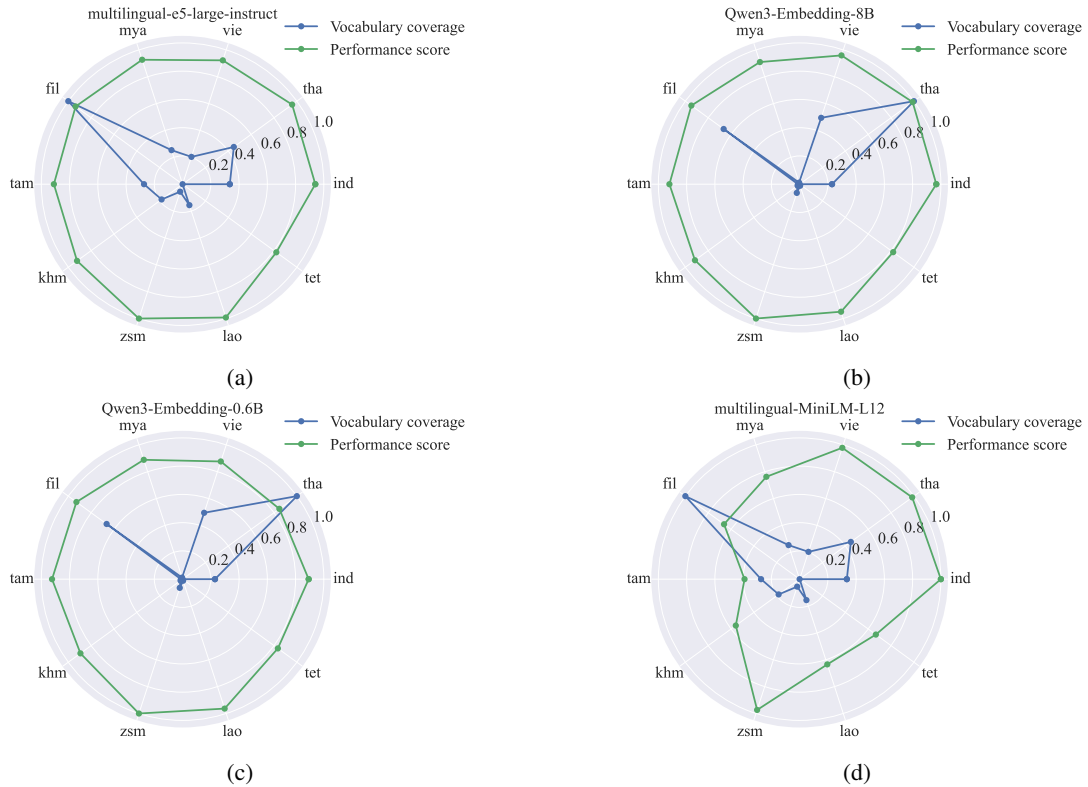 multilingual-e5-large-instruct
Vocabulary coverage
Performance score
mya
vie
fil
tha
1.0
0.8
0.6
0.4
0.2
tam
ind
khm
tet
zsm
lao
(a)
Qwen3-Embedding-8B
Vocabulary coverage
Performance score
mya
vie
fil
tha
1.0
0.8
0.6
0.4
0.2
tam
ind
khm
tet
zsm
lao
(b)
Qwen3-Embedding-0.6B
Vocabulary coverage
Performance score
mya
vie
fil
tha
1.0
0.8
0.6
0.4
0.2
tam
ind
khm
tet
zsm
lao
(c)
multilingual-MiniLM-L12
Vocabulary coverage
Performance score
mya
vie
fil
tha
1.0
0.8
0.6
0.4
0.2
tam
ind
khm
tet
zsm
lao
(d)